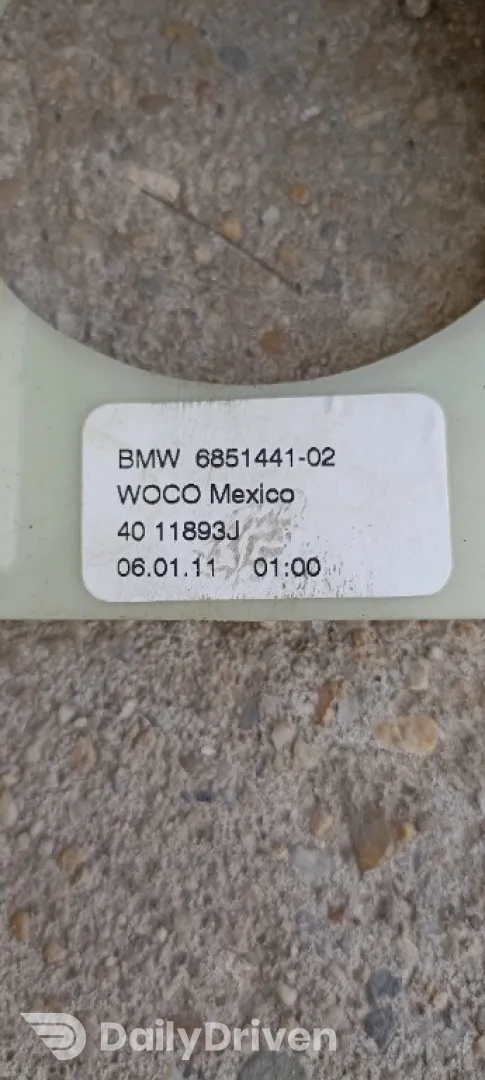 BMW 6851441-02
WOCO Mexico
40 11893J
06.01.11 01:00
DailyDriven